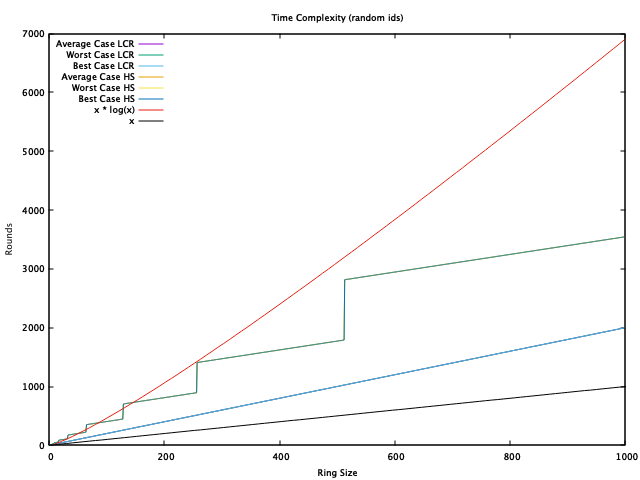 Time Complexity (random ids)
7000
6000
5000
4000
3000
2000
1000
0
Rounds
Average Case LCR
Worst Case LCR
Best Case LCR
Average Case HS
Worst Case HS
Best Case HS
x * log(x)
x
0
200
400
600
800
1000
Ring Size